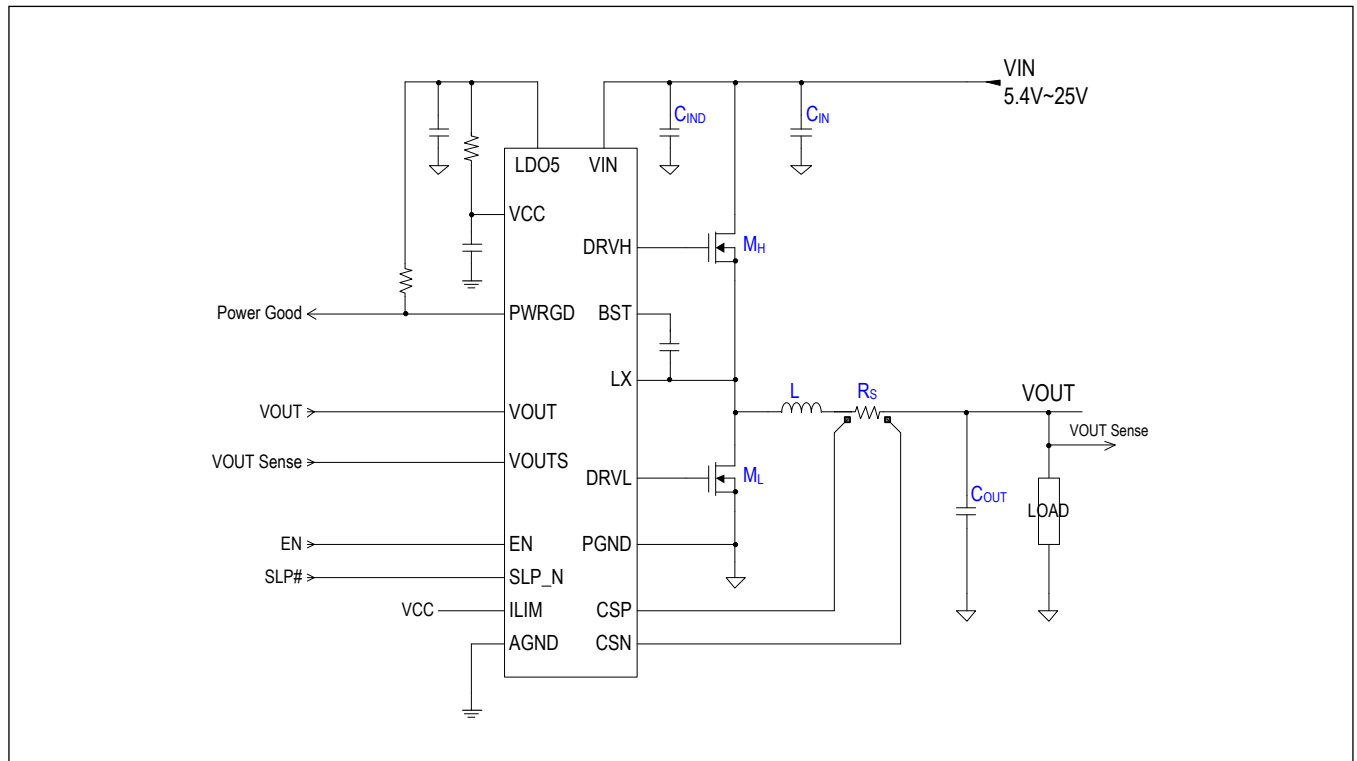 VIN
5.4V~25V
CIND
CIN
LDO5 VIN
VCC
DRVH
MH
Power Good
PWRGD
BST
LX
L
RS
VOUT
VOUT
VOUT
VOUT Sense
VOUT Sense
VOUTS
DRVL
ML
COUT
LOAD
EN
EN
PGND
SLP#
SLP_N
VCC
ILIM
CSP
AGND
CSN